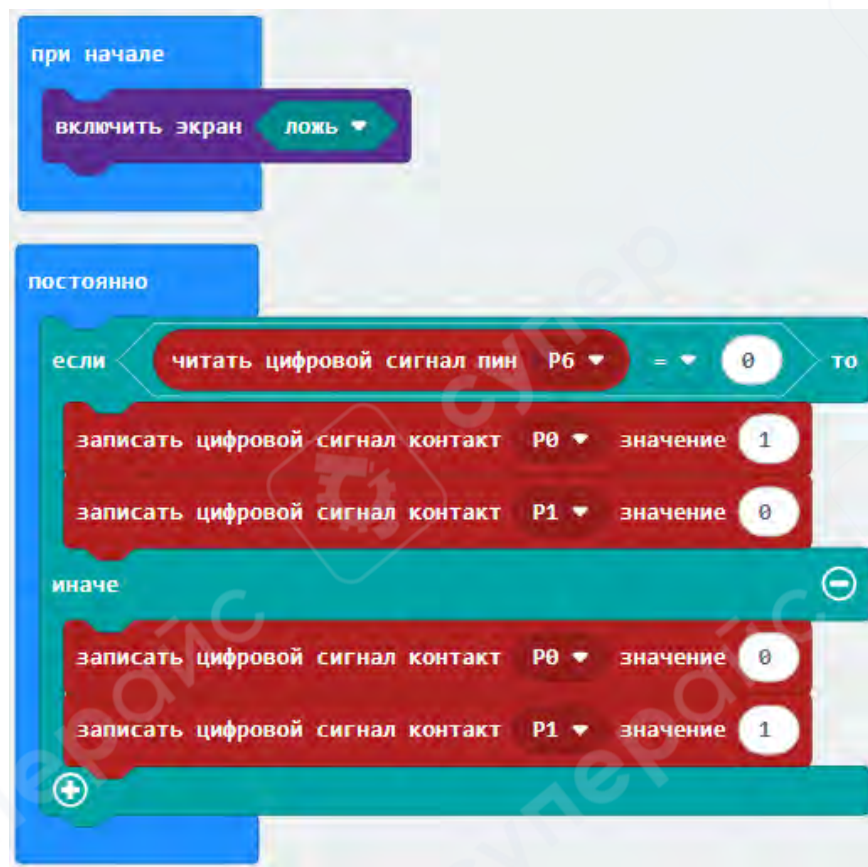 при начале
включить экран ложь
постоянно
если читать цифровой сигнал пин P6 = 0 то
записать цифровой сигнал контакт P0 значение 1
записать цифровой сигнал контакт P1 значение 0
иначе
записать цифровой сигнал контакт P0 значение 0
записать цифровой сигнал контакт P1 значение 1